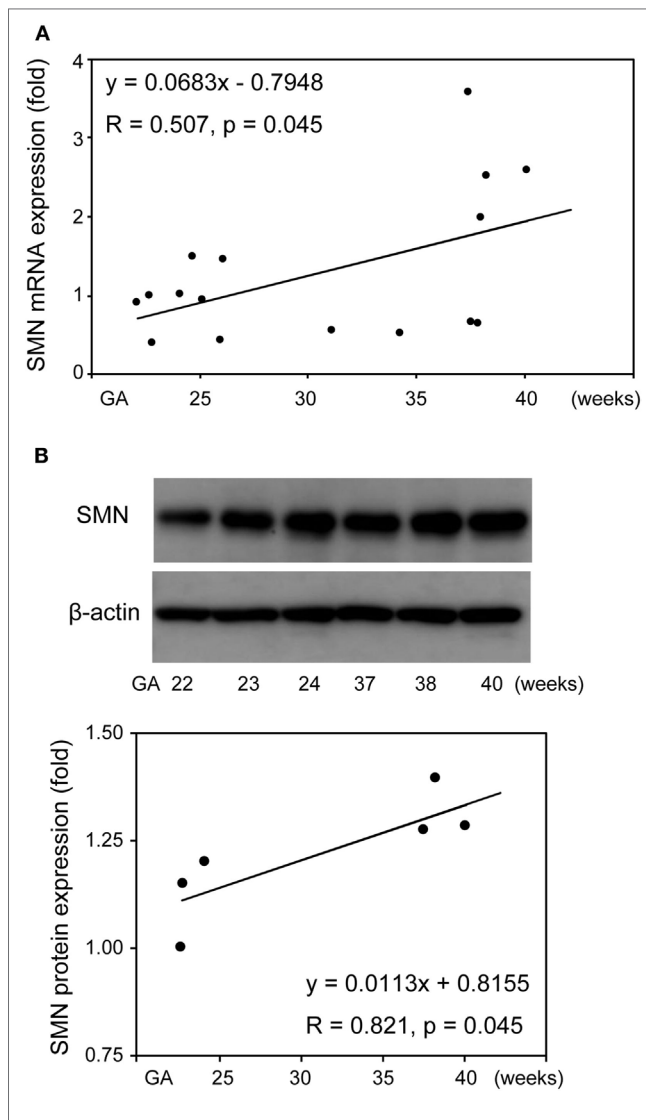 A
SMN mRNA expression (fold)
4
3
2
1
0
y = 0.0683x - 0.7948
R = 0.507, p = 0.045
GA 25 30 35 40 (weeks)
B
SMN
β-actin
GA 22 23 24 37 38 40 (weeks)
SMN protein expression (fold)
1.50
1.25
1.00
0.75
y = 0.0113x + 0.8155
R = 0.821, p = 0.045
GA 25 30 35 40 (weeks)